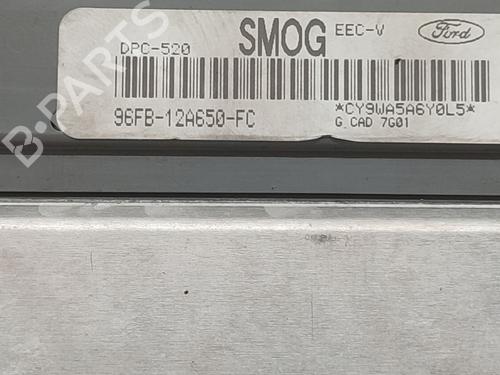 DPC-520 SMOG EEC-V Ford
96FB-12A650-FC *CY9WA5A6Y0L5*
G CAD 7G01
B-PARTS